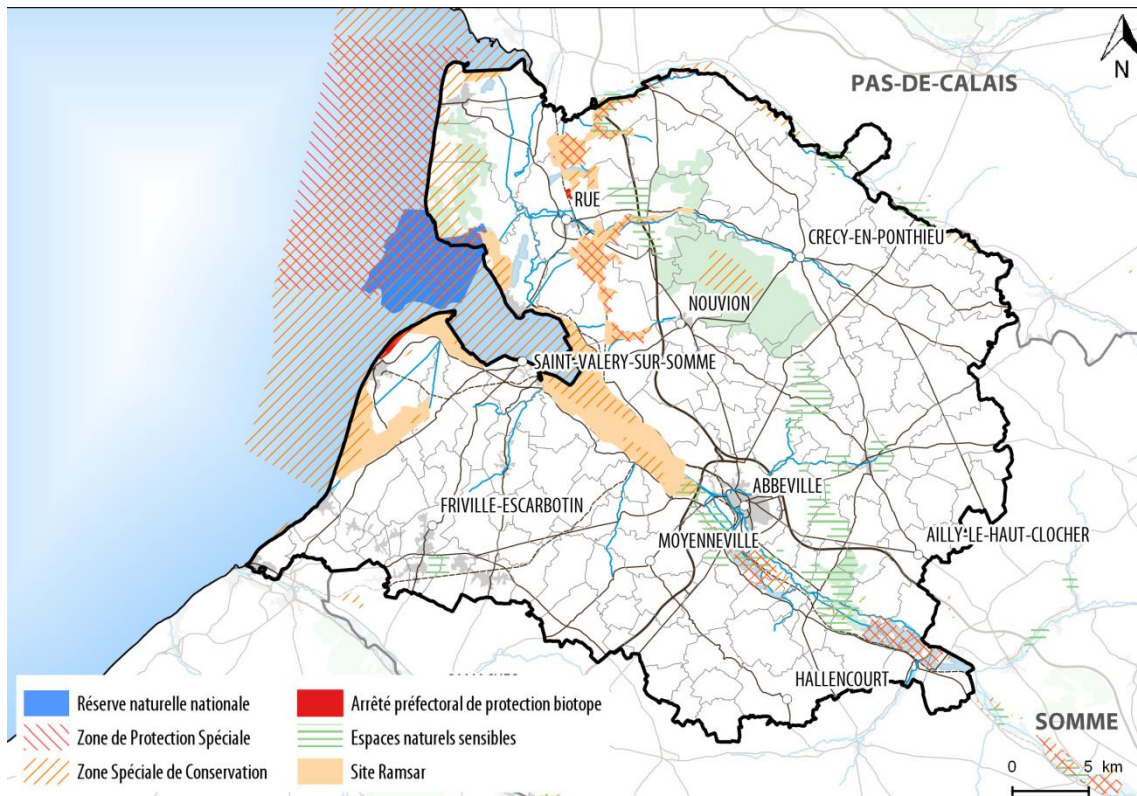 N
PAS-DE-CALAIS
RUE
CRECY-EN-PONTHIEU
NOUVION
SAINT-VALERY-SUR-SOMME
ABBEVILLE
FRIVILLE-ESCARBOTIN
AILLY-LE-HAUT-CLOCHER
MOYENNEVILLE
HALLENCOURT
SOMME
Réserve naturelle nationale
Zone de Protection Spéciale
Zone Spéciale de Conservation
Arrêté préfectoral de protection biotope
Espaces naturels sensibles
Site Ramsar
0 5 km